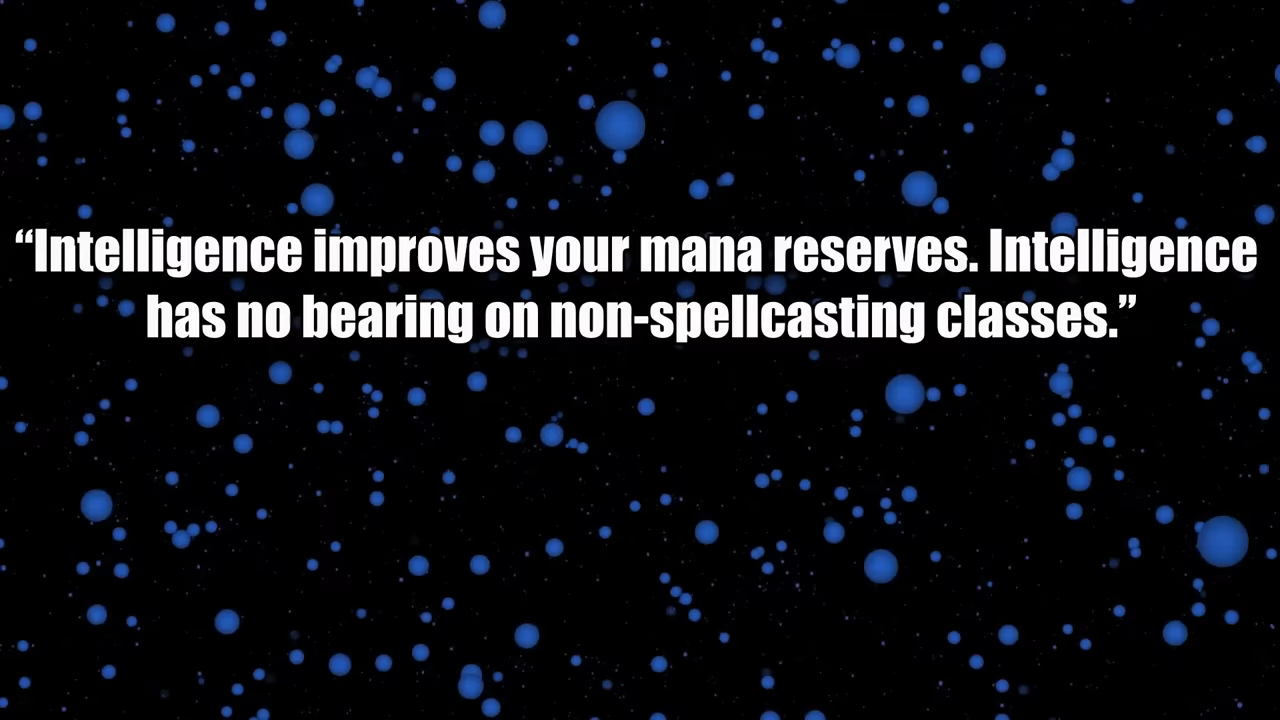 “Intelligence improves your mana reserves. Intelligence
has no bearing on non-spellcasting classes.”